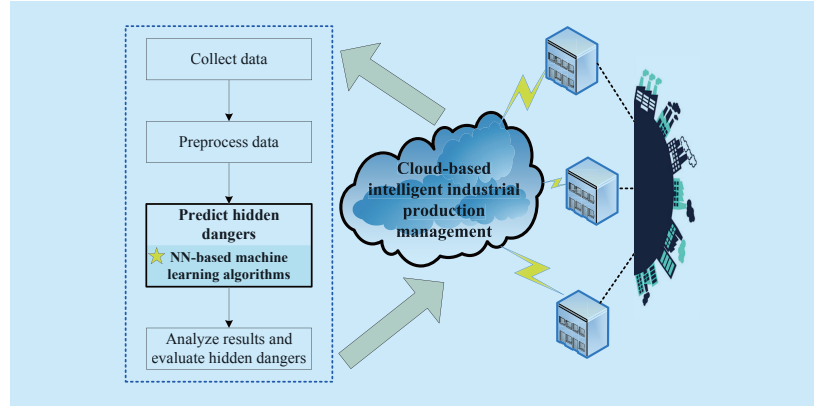 Collect data
Preprocess data
Predict hidden
dangers
NN-based machine
learning algorithms
Analyze results and
evaluate hidden dangers
Cloud-based
intelligent industrial
production
management